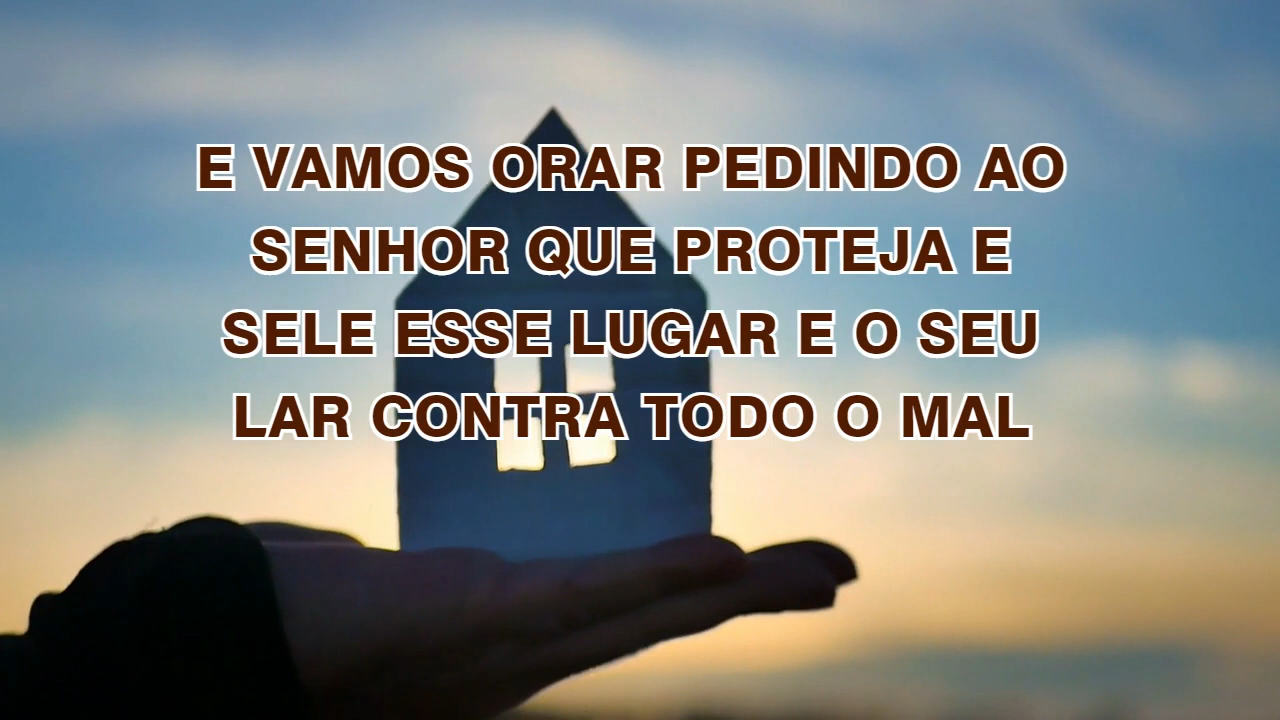 E VAMOS ORAR PEDINDO AO
SENHOR QUE PROTEJA E
SELE ESSE LUGAR E O SEU
LAR CONTRA TODO O MAL